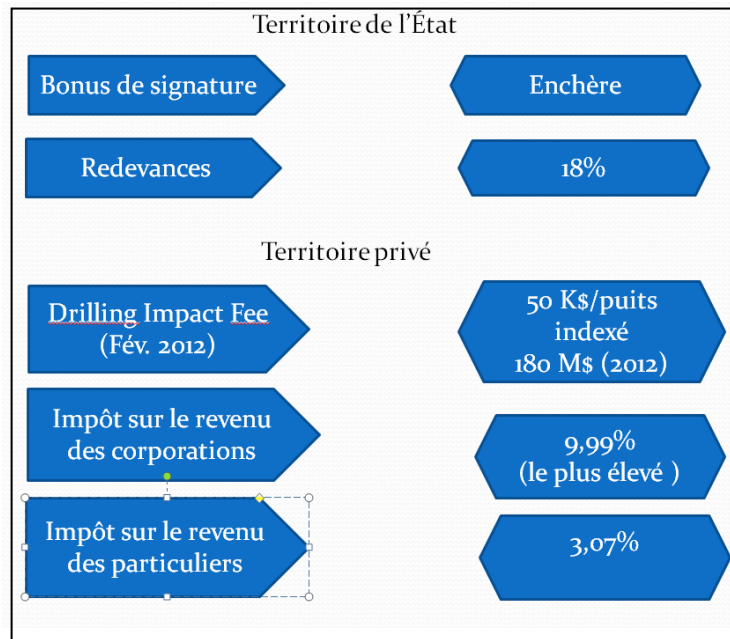 Territoire de l'État
Bonus de signature
Enchère
Redevances
18%
Territoire privé
Drilling Impact Fee
(Fév. 2012)
50 K$/puits
indexé
180 M$ (2012)
Impôt sur le revenu
des corporations
9,99%
(le plus élevé )
Impôt sur le revenu
des particuliers
3,07%